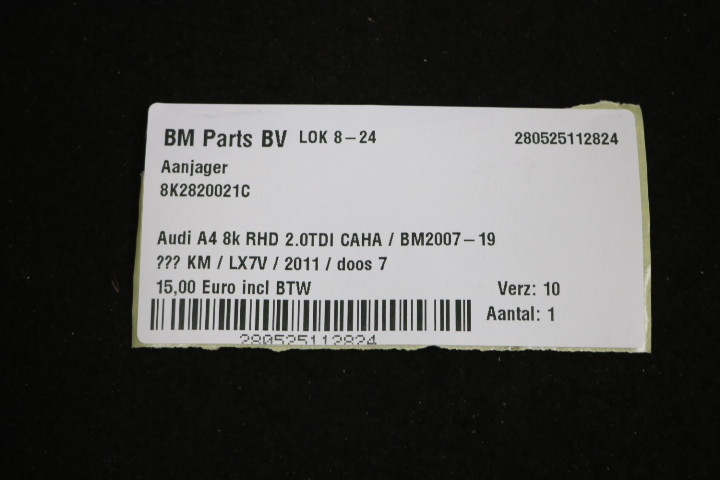 BM Parts BV LOK 8-24 280525112824
Aanjager
8K2820021C
Audi A4 8k RHD 2.0TDI CAHA / BM2007-19
??? KM / LX7V / 2011 / doos 7
15,00 Euro incl BTW Verz: 10
Aantal: 1
280525112824